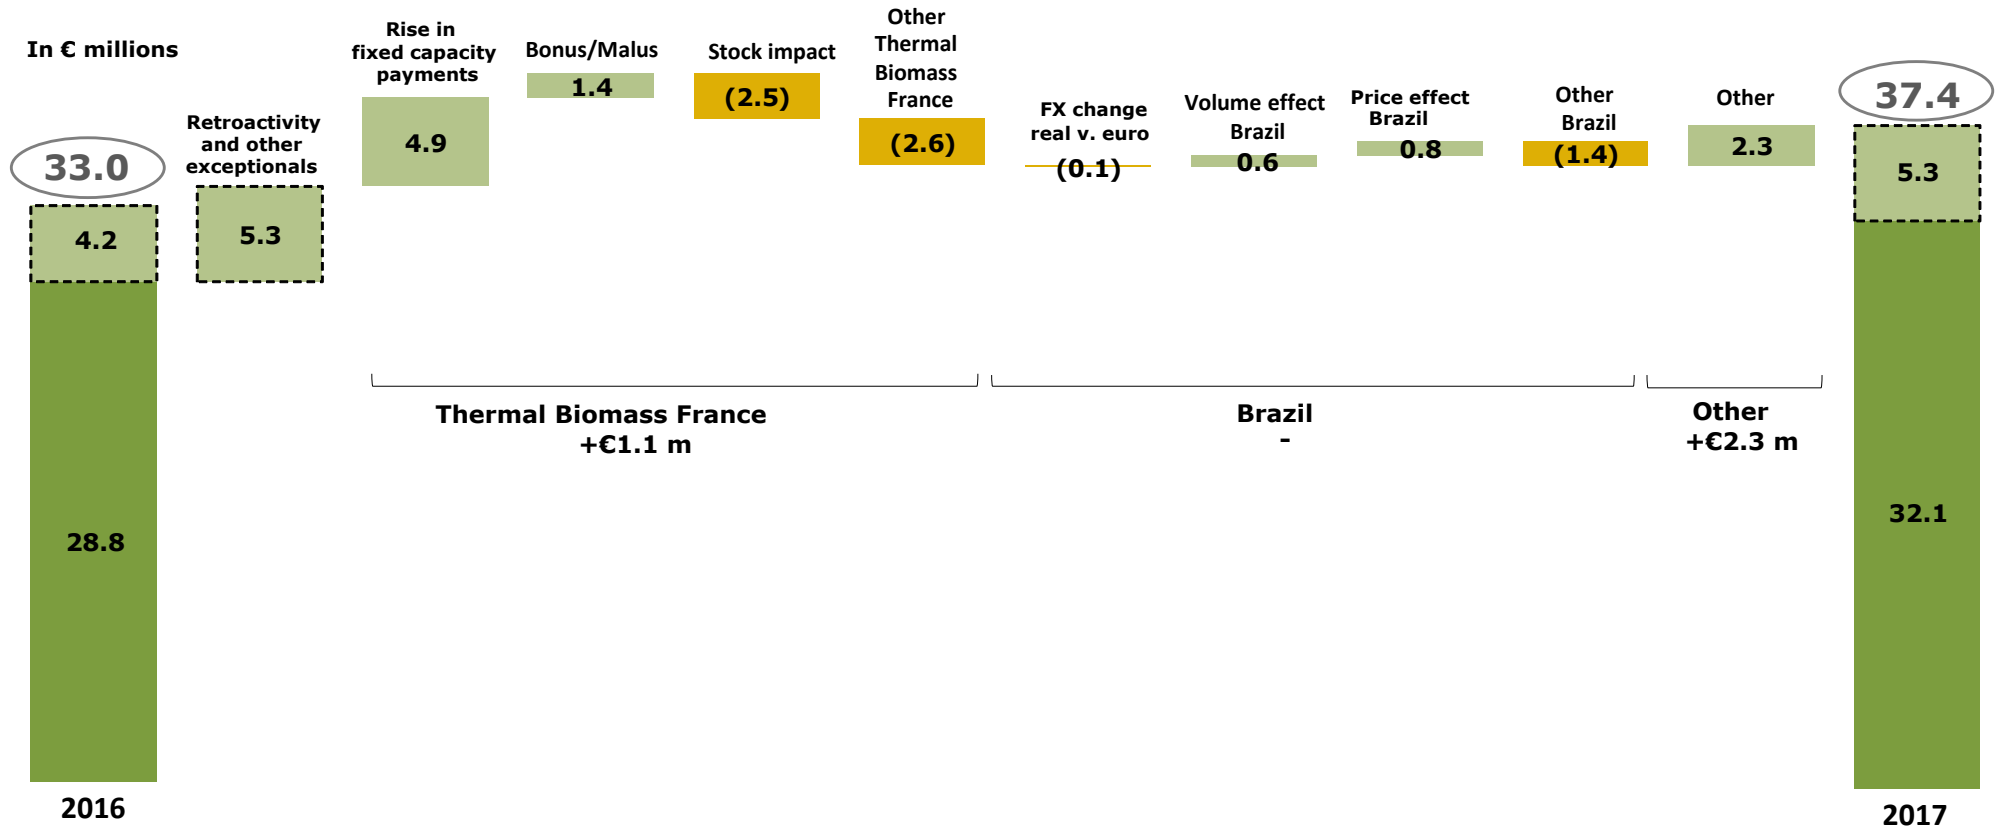 In € millions
33.0
4.2
28.8
2016
Retroactivity
and other
exceptionals
5.3
Rise in
fixed capacity
payments
4.9
Bonus/Malus
1.4
Stock impact
(2.5)
Other
Thermal
Biomass
France
(2.6)
FX change
real v. euro
(0.1)
Volume effect
Brazil
0.6
Price effect
Brazil
0.8
Other
Brazil
(1.4)
Other
2.3
37.4
5.3
32.1
2017
Thermal Biomass France
+€1.1 m
Brazil
-
Other
+€2.3 m